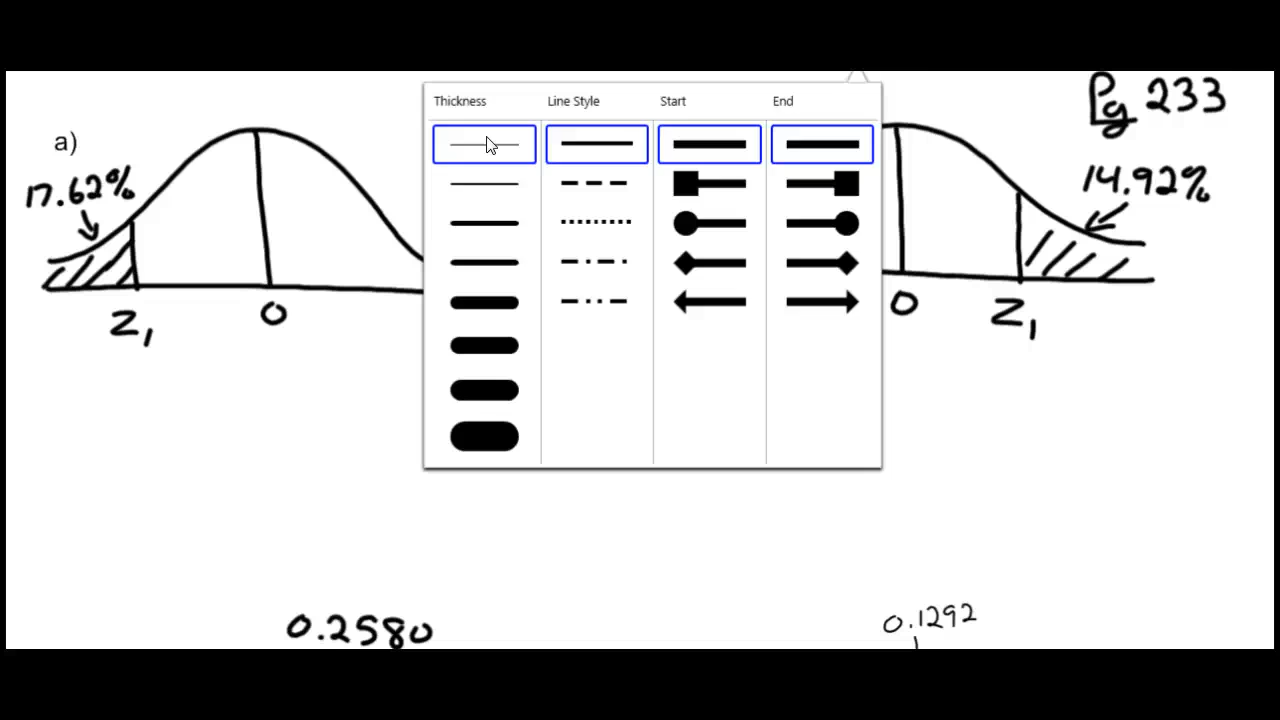 Pg 233
Thickness Line Style Start End
a)
17.62%
14.92%
Z₁ 0
0 Z₁
0.2580
0.1292